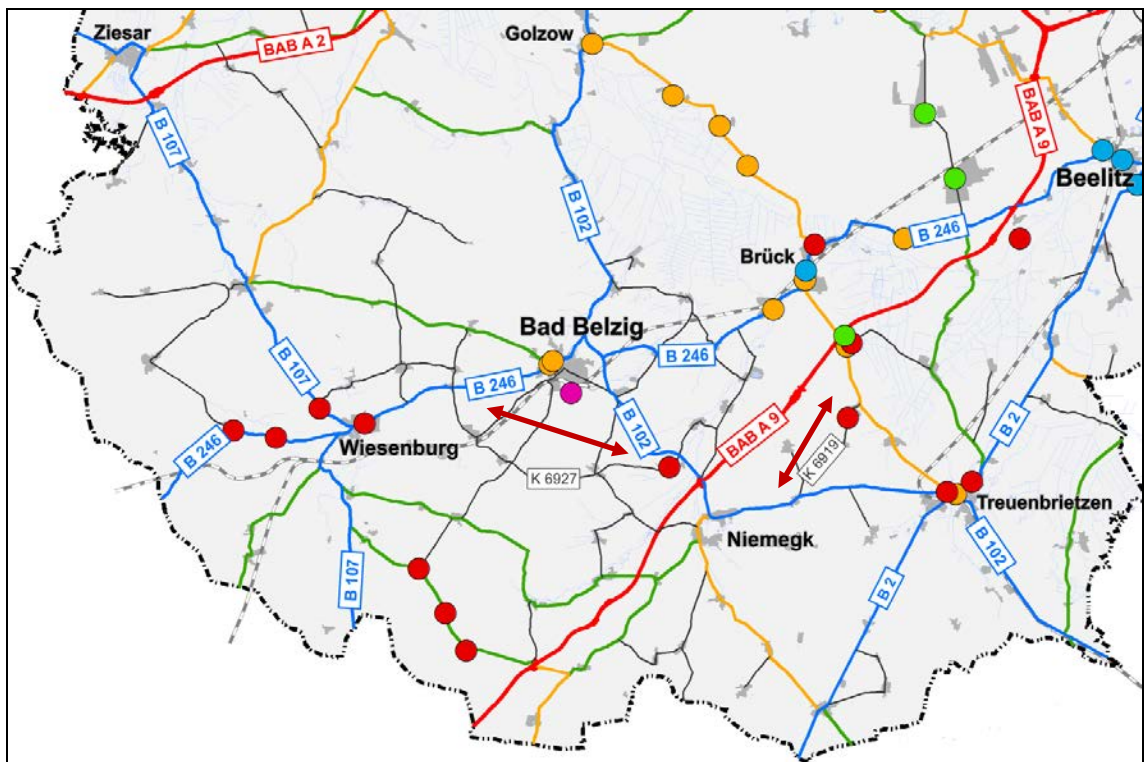 Ziesar
BAB A 2
Golzow
B 107
BAB A 9
Beelitz
B 102
B 246
Brück
Bad Belzig
B 246
B 107
B 246
B 2
B 246
Wiesenburg
B 102
BAB A 9
K 6919
K 6927
Treuenbrietzen
Niemegk
B 107
B 2
B 102